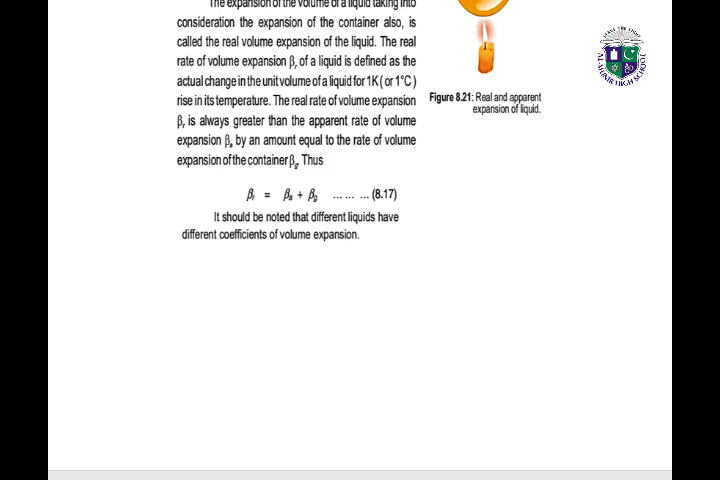 The expansion of the volume of a liquid taking into
consideration the expansion of the container also, is
called the real volume expansion of the liquid. The real
rate of volume expansion βr of a liquid is defined as the
actual change in the unit volume of a liquid for 1K ( or 1°C )
rise in its temperature. The real rate of volume expansion
βr is always greater than the apparent rate of volume
expansion βa by an amount equal to the rate of volume
expansion of the container βg. Thus
βr = βa + βg ... ... ... (8.17)
It should be noted that different liquids have
different coefficients of volume expansion.
Figure 8.21: Real and apparent
expansion of liquid.
AL-MUNIR HIGH SCHOOL